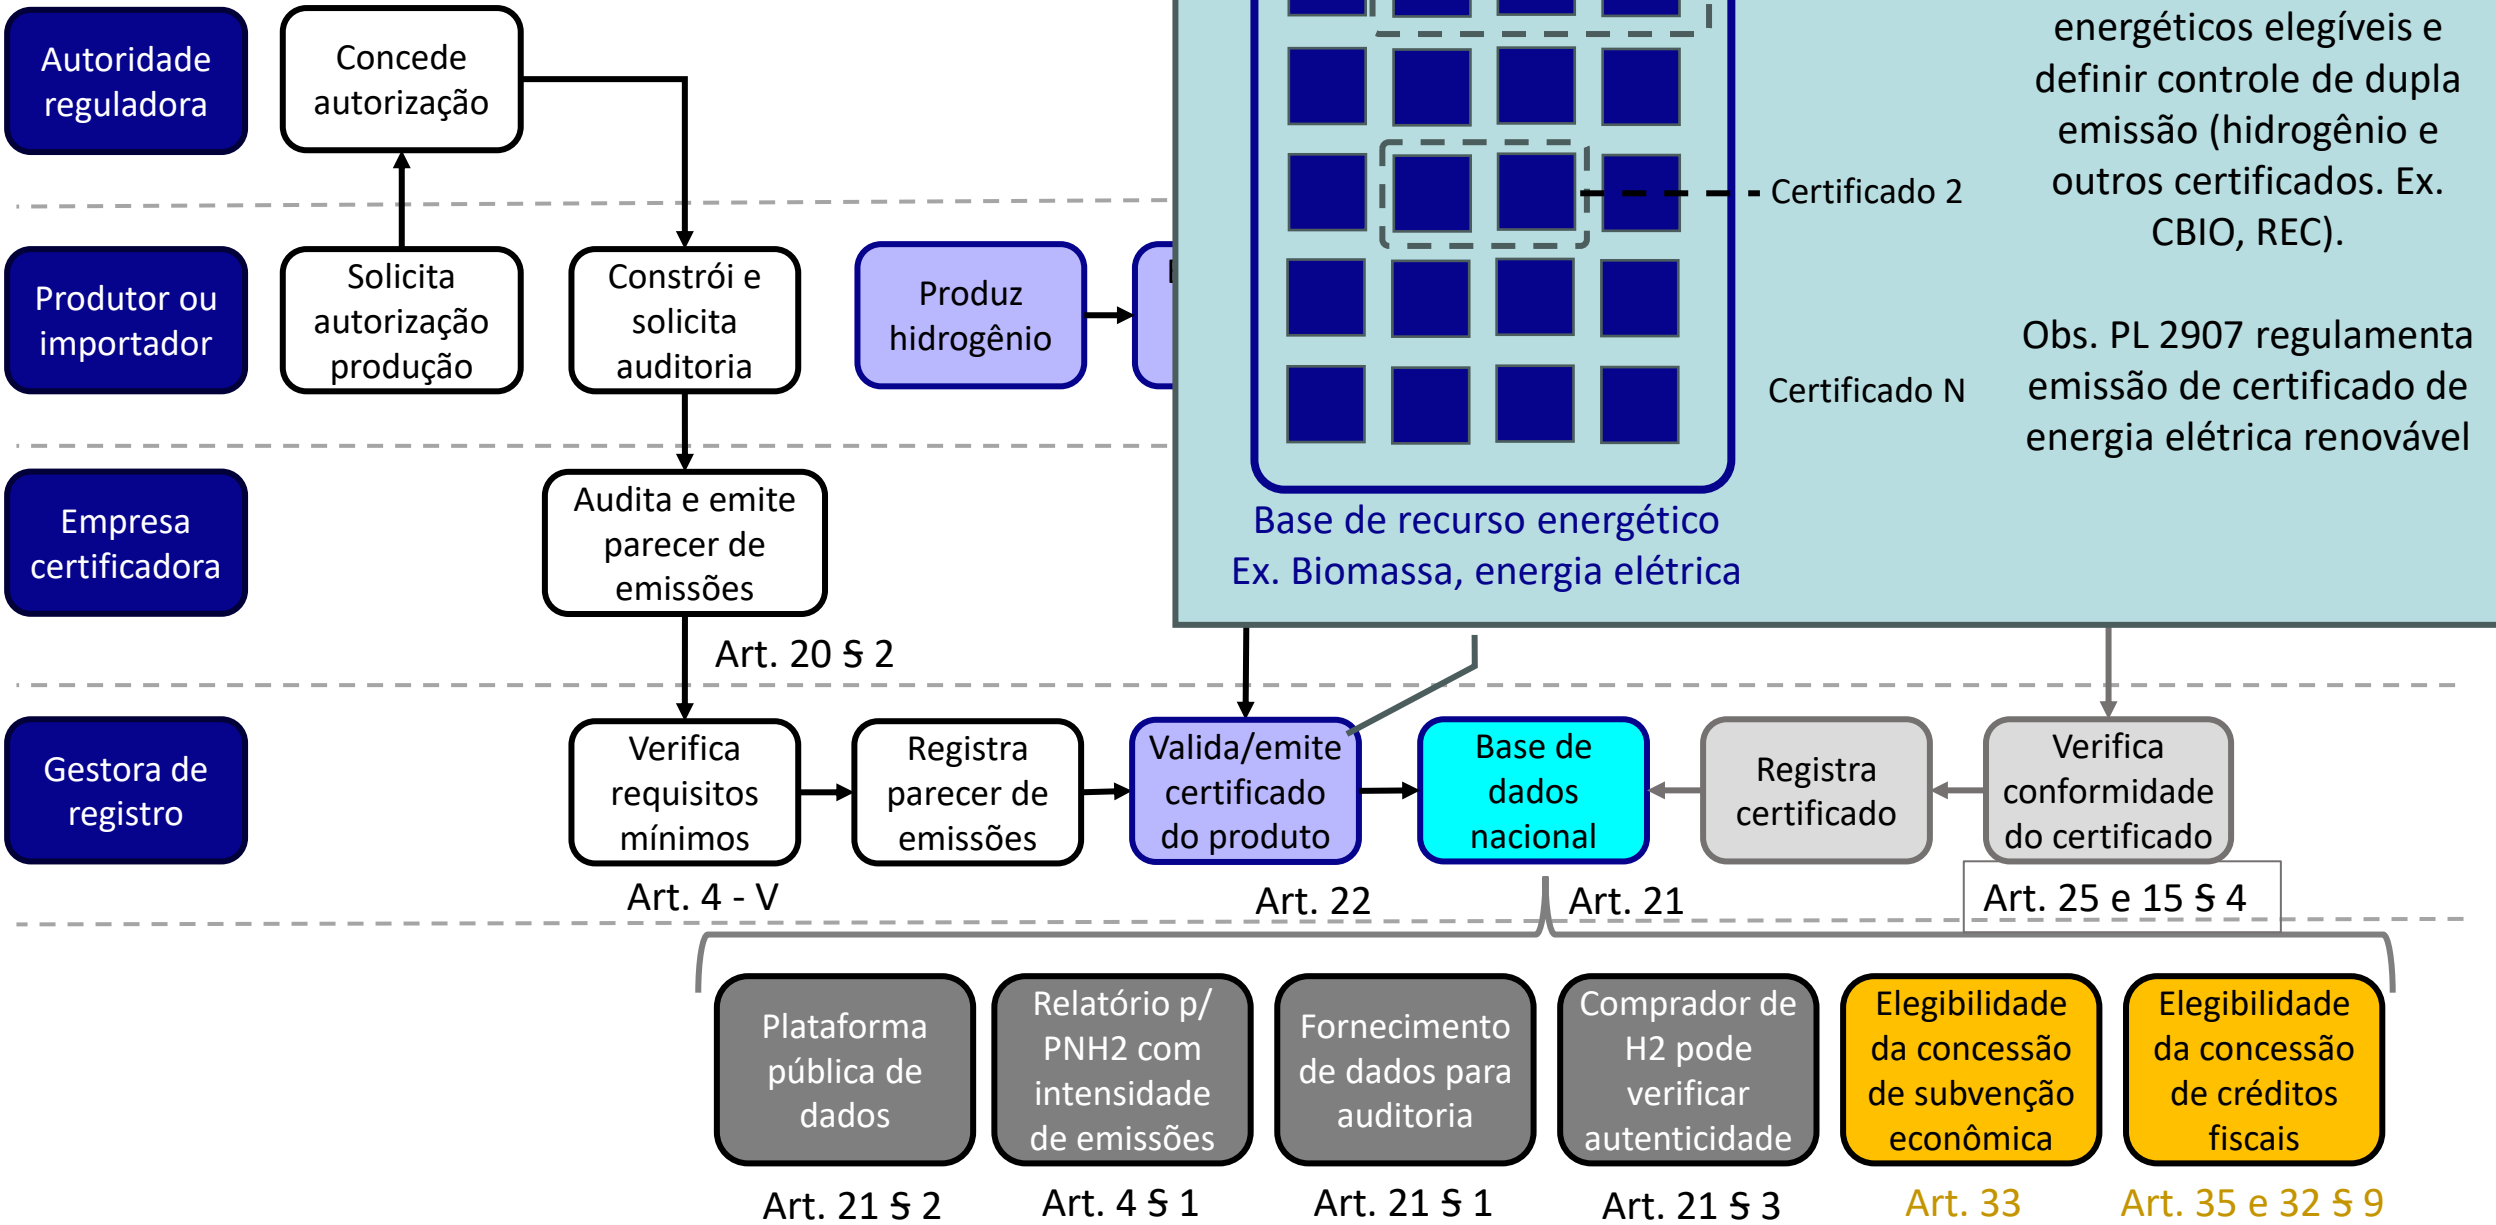 Autoridade
reguladora
Concede
autorização
energéticos elegíveis e
definir controle de dupla
emissão (hidrogênio e
outros certificados. Ex.
CBIO, REC).
Certificado 2
Produtor ou
importador
Solicita
autorização
produção
Constrói e
solicita
auditoria
Produz
hidrogênio
Obs. PL 2907 regulamenta
emissão de certificado de
energia elétrica renovável
Certificado N
Empresa
certificadora
Audita e emite
parecer de
emissões
Base de recurso energético
Ex. Biomassa, energia elétrica
Art. 20 § 2
Gestora de
registro
Verifica
requisitos
mínimos
Registra
parecer de
emissões
Valida/emite
certificado
do produto
Base de
dados
nacional
Registra
certificado
Verifica
conformidade
do certificado
Art. 4 - V
Art. 22
Art. 21
Art. 25 e 15 § 4
Plataforma
pública de
dados
Relatório p/
PNH2 com
intensidade
de emissões
Fornecimento
de dados para
auditoria
Comprador de
H2 pode
verificar
autenticidade
Elegibilidade
da concessão
de subvenção
econômica
Elegibilidade
da concessão
de créditos
fiscais
Art. 21 § 2
Art. 4 § 1
Art. 21 § 1
Art. 21 § 3
Art. 33
Art. 35 e 32 § 9